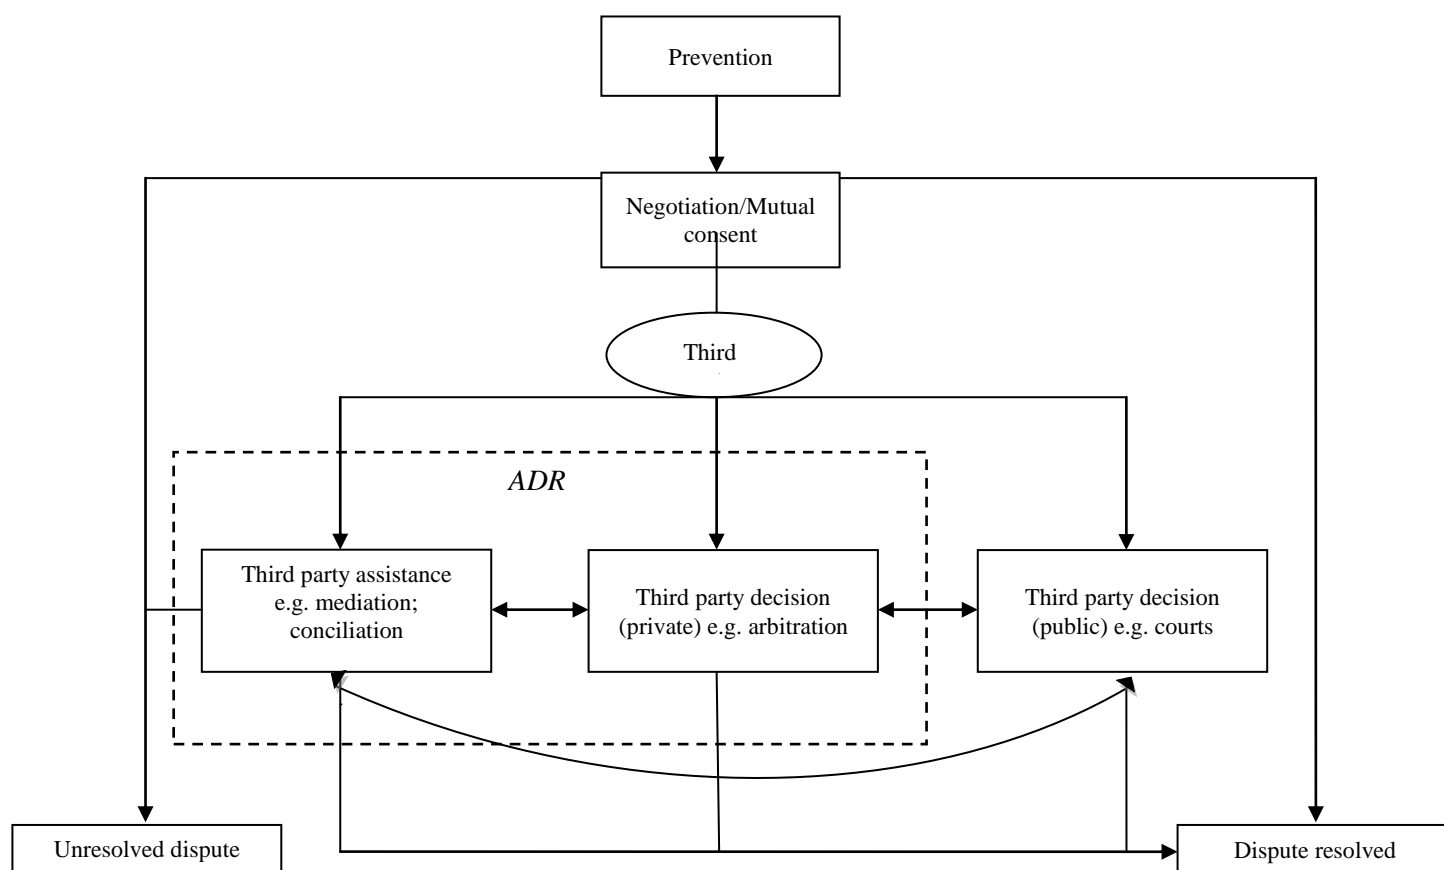 Prevention
Negotiation/Mutual
consent
Third
ADR
Third party assistance
e.g. mediation;
conciliation
Third party decision
(private) e.g. arbitration
Third party decision
(public) e.g. courts
Unresolved dispute
Dispute resolved